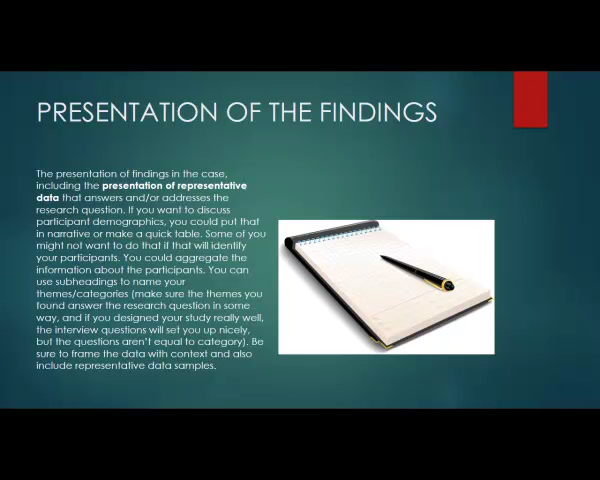 PRESENTATION OF THE FINDINGS
The presentation of findings in the case,
including the presentation of representative
data that answers and/or addresses the
research question. If you want to discuss
participant demographics, you could put that
in narrative or make a quick table. Some of you
might not want to do that if that will identify
your participants. You could aggregate the
information about the participants. You can
use subheadings to name your
themes/categories (make sure the themes you
found answer the research question in some
way, and if you designed your study really well,
the interview questions will set you up nicely,
but the questions aren't equal to category). Be
sure to frame the data with context and also
include representative data samples.